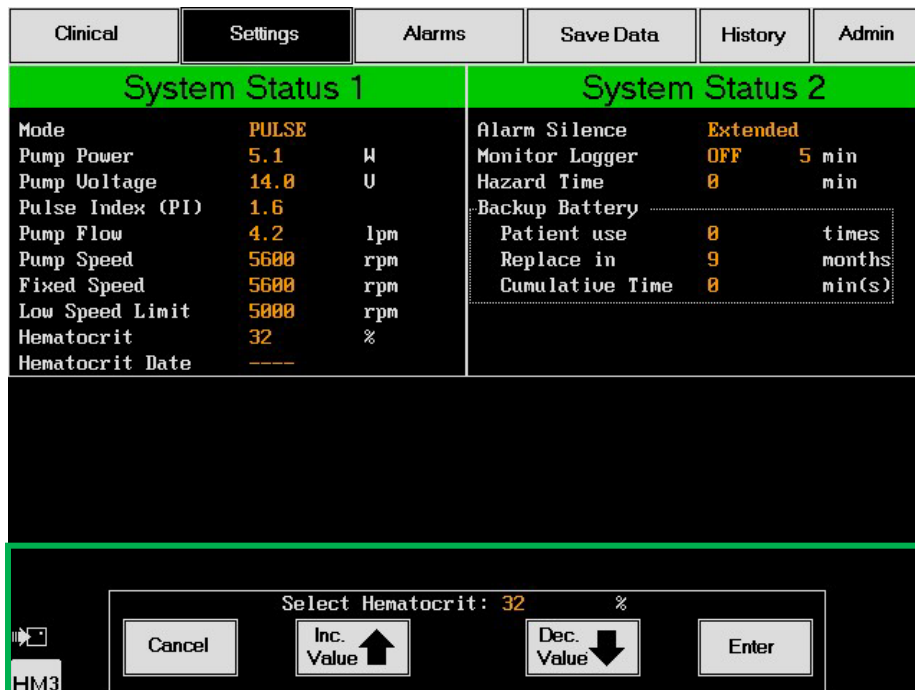 Clinical Settings Alarms Save Data History Admin
System Status 1
Mode PULSE
Pump Power 5.1 W
Pump Voltage 14.0 V
Pulse Index (PI) 1.6
Pump Flow 4.2 lpm
Pump Speed 5600 rpm
Fixed Speed 5600 rpm
Low Speed Limit 5000 rpm
Hematocrit 32 %
Hematocrit Date ----
System Status 2
Alarm Silence Extended
Monitor Logger OFF 5 min
Hazard Time 0 min
Backup Battery
Patient use 0 times
Replace in 9 months
Cumulative Time 0 min(s)
Select Hematocrit: 32 %
Cancel
Inc.
Value
Dec.
Value
Enter
HM3